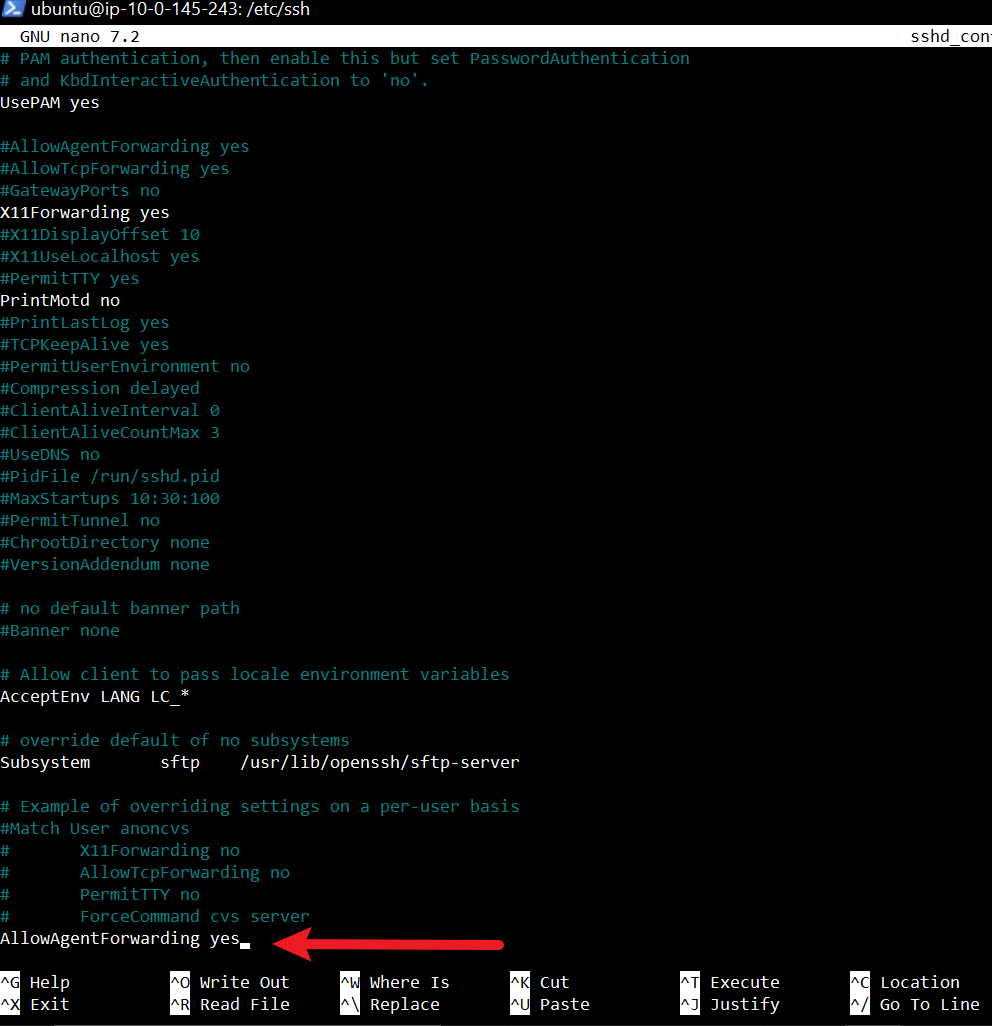 ubuntu@ip-10-0-145-243: /etc/ssh
GNU nano 7.2 sshd_con
# PAM authentication, then enable this but set PasswordAuthentication
# and KbdInteractiveAuthentication to 'no'.
UsePAM yes
#AllowAgentForwarding yes
#AllowTcpForwarding yes
#GatewayPorts no
X11Forwarding yes
#X11DisplayOffset 10
#X11UseLocalhost yes
#PermitTTY yes
PrintMotd no
#PrintLastLog yes
#TCPKeepAlive yes
#PermitUserEnvironment no
#Compression delayed
#ClientAliveInterval 0
#ClientAliveCountMax 3
#UseDNS no
#PidFile /run/sshd.pid
#MaxStartups 10:30:100
#PermitTunnel no
#ChrootDirectory none
#VersionAddendum none
# no default banner path
#Banner none
# Allow client to pass locale environment variables
AcceptEnv LANG LC_*
# override default of no subsystems
Subsystem sftp /usr/lib/openssh/sftp-server
# Example of overriding settings on a per-user basis
#Match User anoncvs
# X11Forwarding no
# AllowTcpForwarding no
# PermitTTY no
# ForceCommand cvs server
AllowAgentForwarding yes
^G Help ^O Write Out ^W Where Is ^K Cut ^T Execute ^C Location
^X Exit ^R Read File ^\ Replace ^U Paste ^J Justify ^/ Go To Line